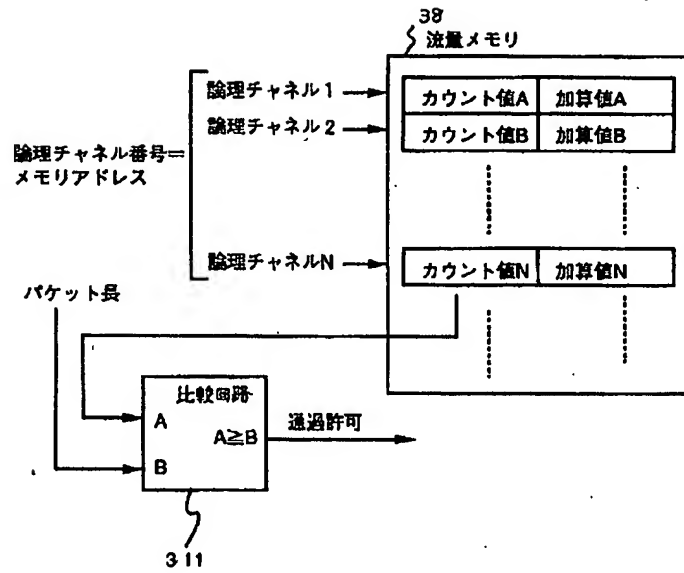 38
流量メモリ
論理チャネル1
カウント値A 加算値A
論理チャネル2
カウント値B 加算値B
論理チャネル番号=
メモリアドレス
論理チャネルN
カウント値N 加算値N
パケット長
比較回路
A
A≧B
通過許可
B
311